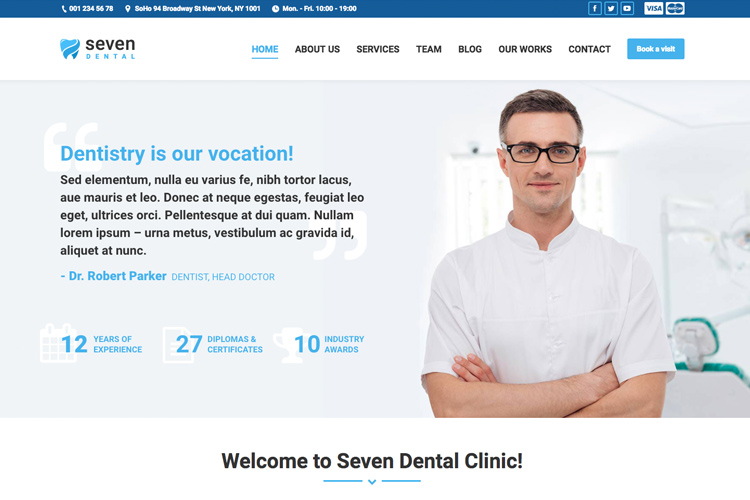 001 234 56 78 SoHo 94 Broadway St New York, NY 1001 Mon. - Fri. 10:00 - 19:00 VISA
seven
DENTAL
HOME ABOUT US SERVICES TEAM BLOG OUR WORKS CONTACT Book a visit
Dentistry is our vocation!
Sed elementum, nulla eu varius fe, nibh tortor lacus,
aue mauris et leo. Donec at neque egestas, feugiat leo
eget, ultrices orci. Pellentesque at dui quam. Nullam
lorem ipsum – urna metus, vestibulum ac gravida id,
aliquet at nunc.
- Dr. Robert Parker DENTIST, HEAD DOCTOR
12 YEARS OF
EXPERIENCE
27 DIPLOMAS &
CERTIFICATES
10 INDUSTRY
AWARDS
Welcome to Seven Dental Clinic!